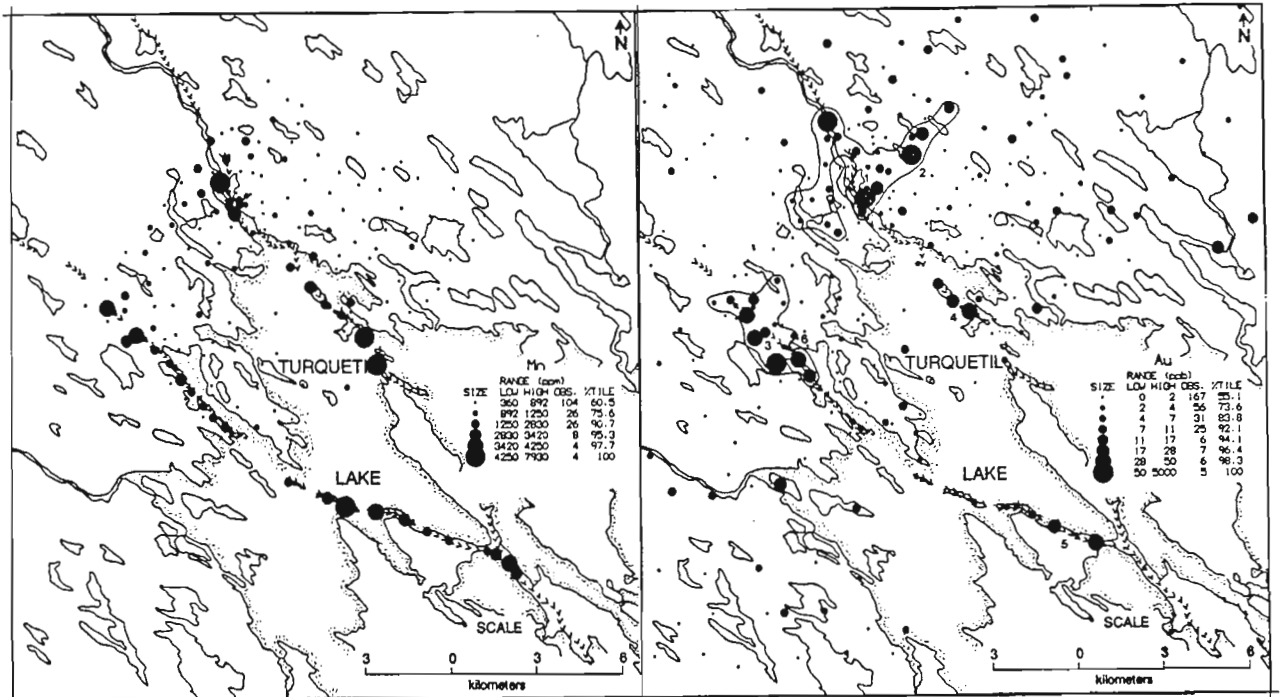 N
TURQUETI
Mn
RANGE (ppm)
SIZE LOW HIGH OBS. %TILE
360 892 104 60.5
892 1250 26 75.6
1250 2830 26 90.7
2830 3420 8 95.3
3420 4250 4 97.7
4250 7930 4 100
LAKE
SCALE
3 0 3 6
kilometers
N
2
4
3
6
TURQUETIL
Au
RANGE (ppb)
SIZE LOW HIGH OBS. %TILE
0 2 167 55.1
2 4 56 73.6
4 7 31 83.8
7 11 25 92.1
11 17 6 94.1
17 28 7 96.4
28 50 6 98.3
50 5000 5 100
LAKE
5
SCALE
3 0 3 6
kilometers